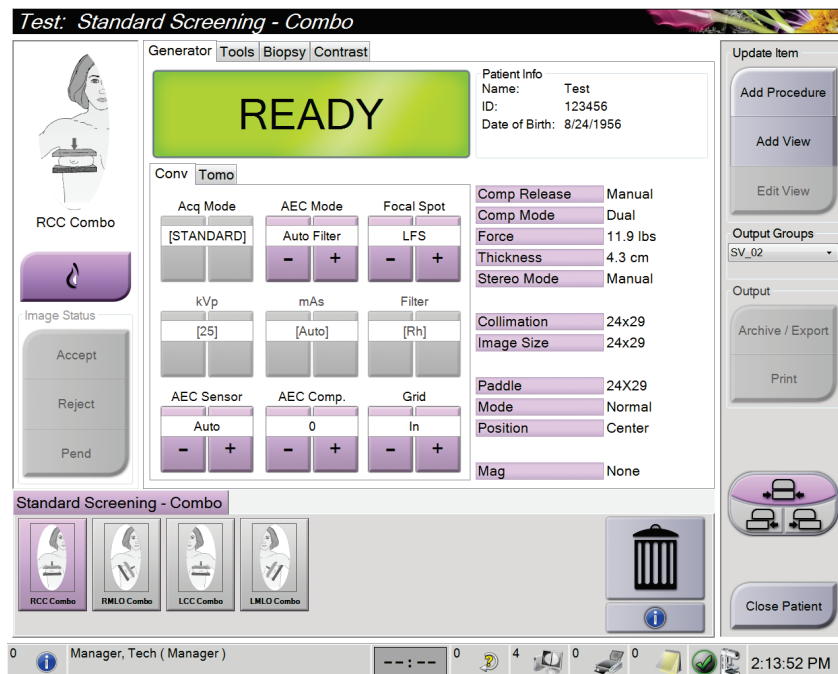 Test: Standard Screening - Combo
Generator Tools Biopsy Contrast
READY
Patient Info
Name: Test
ID: 123456
Date of Birth: 8/24/1956
RCC Combo
Image Status
Accept
Reject
Pend
Conv Tomo
Acq Mode AEC Mode Focal Spot
[STANDARD] Auto Filter LFS
- + - +
kVp mAs Filter
[25] [Auto] [Rh]
AEC Sensor AEC Comp. Grid
Auto 0 In
- + - + - +
Comp Release Manual
Comp Mode Dual
Force 11.9 lbs
Thickness 4.3 cm
Stereo Mode Manual
Collimation 24x29
Image Size 24x29
Paddle 24X29
Mode Normal
Position Center
Mag None
Update Item
Add Procedure
Add View
Edit View
Output Groups
SV_02
Output
Archive / Export
Print
Standard Screening - Combo
RCC Combo RMLO Combo LCC Combo LMLO Combo
Close Patient
0 Manager, Tech ( Manager ) --:-- 0 4 0 0 2:13:52 PM